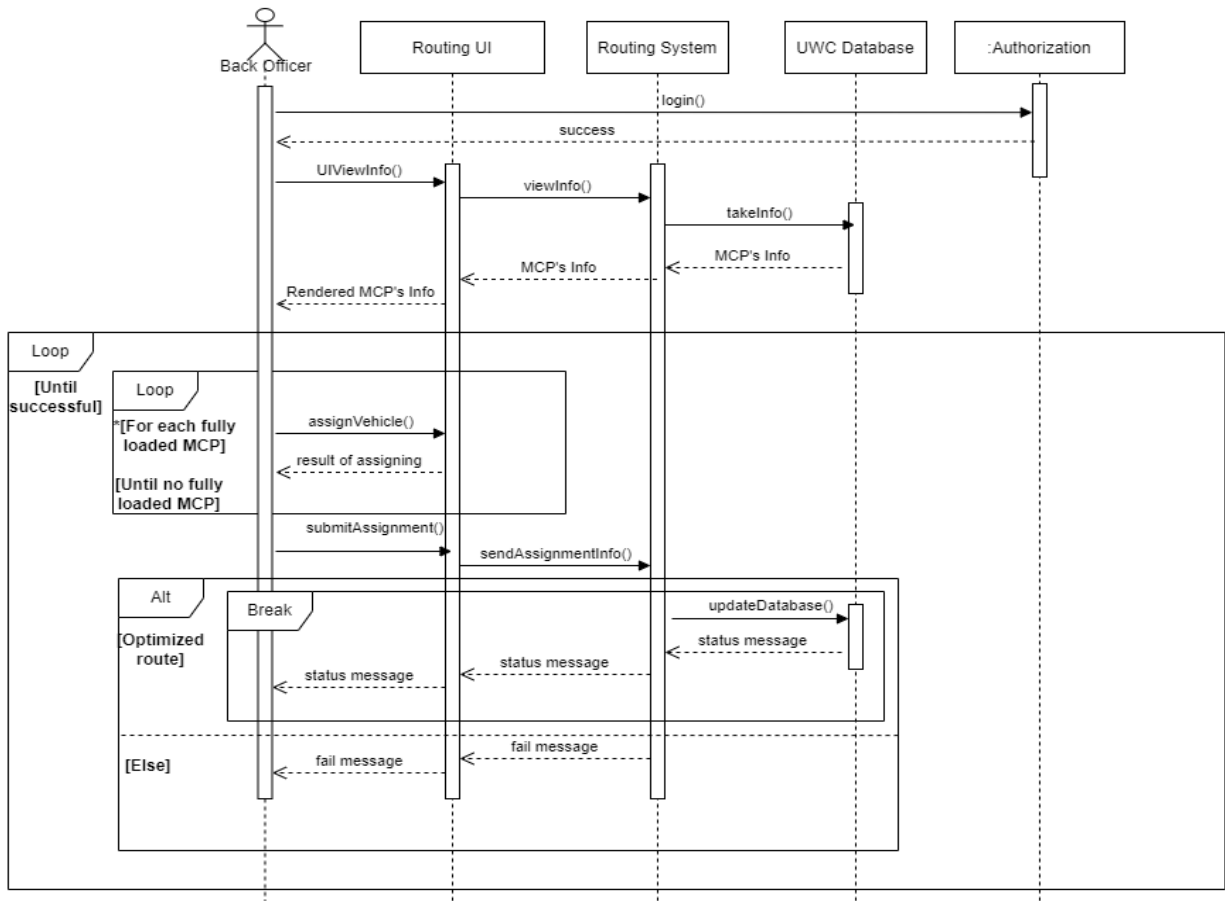 Back Officer
Routing UI
Routing System
UWC Database
:Authorization
login()
success
UIViewInfo()
viewInfo()
takeInfo()
MCP's Info
MCP's Info
Rendered MCP's Info
Loop
[Until
successful]
Loop
*[For each fully
loaded MCP]
assignVehicle()
result of assigning
[Until no fully
loaded MCP]
submitAssignment()
sendAssignmentInfo()
Alt
Break
updateDatabase()
[Optimized
route]
status message
status message
status message
[Else]
fail message
fail message